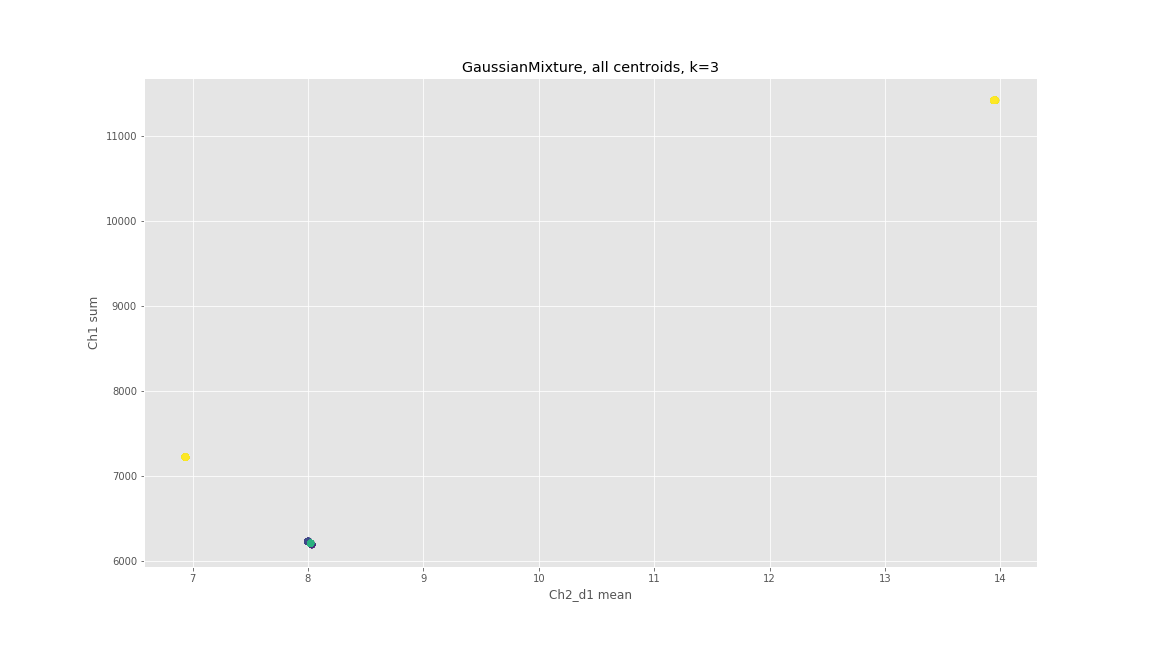 GaussianMixture, all centroids, k=3
11000
10000
9000
8000
7000
6000
Ch1 sum
7 8 9 10 11 12 13 14
Ch2_d1 mean